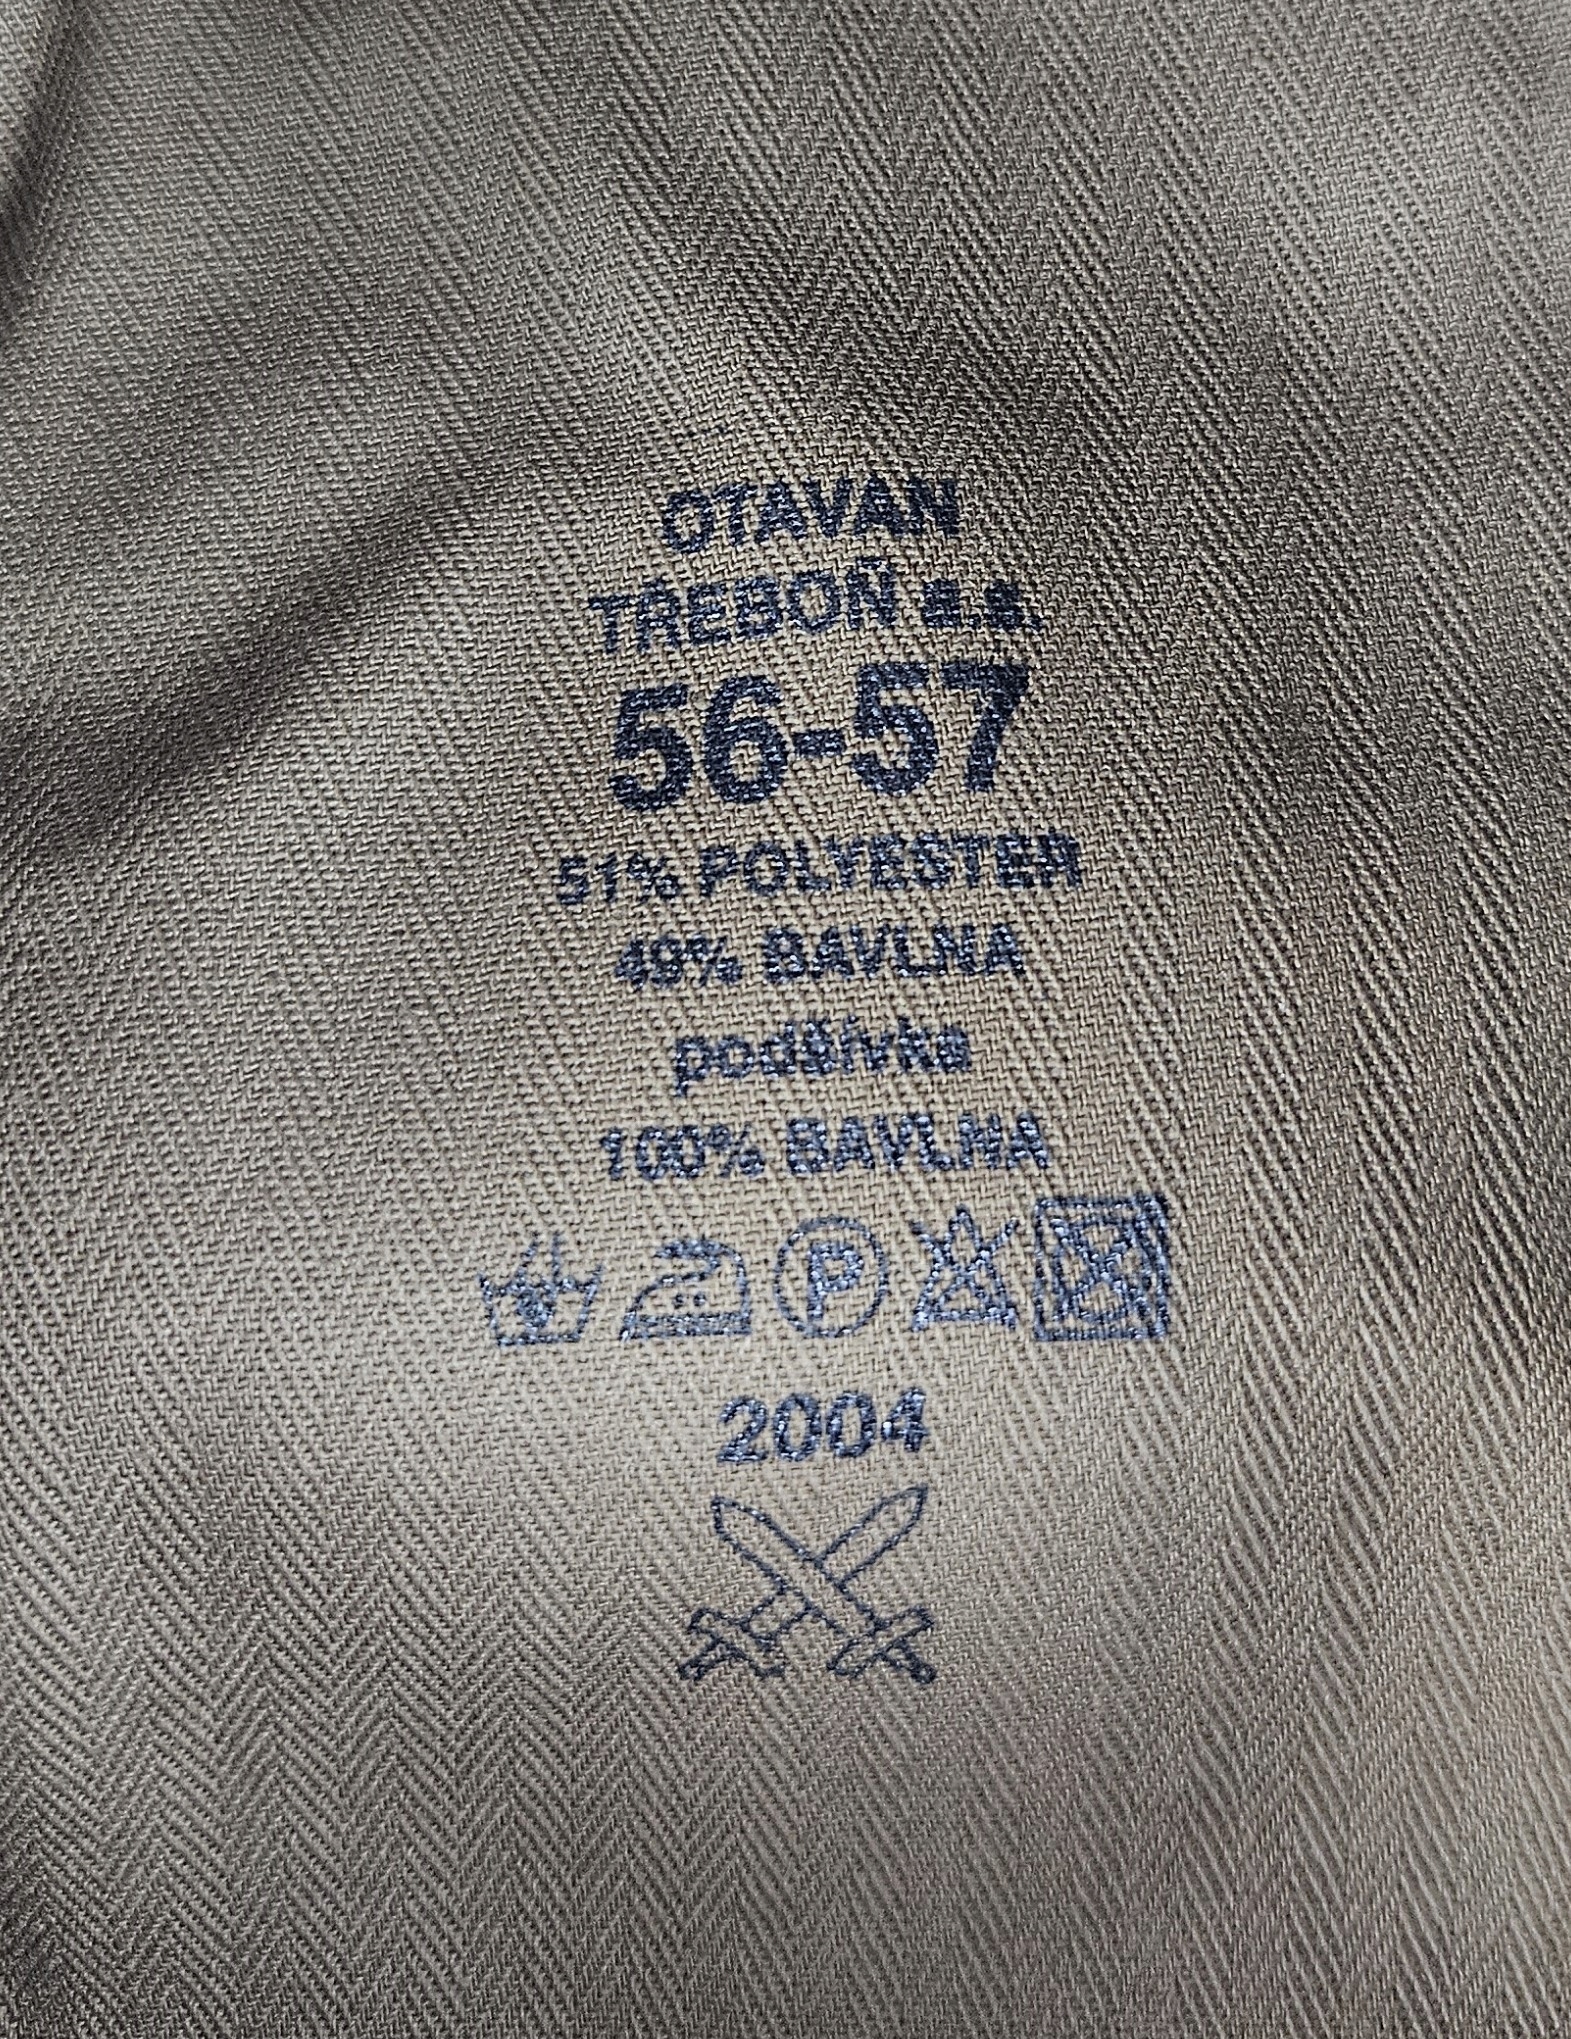 OTAVAN
TŘEBOŇ a.s.
56-57
51% POLYESTER
49% BAVLNA
podšívka
100% BAVLNA
P
2004